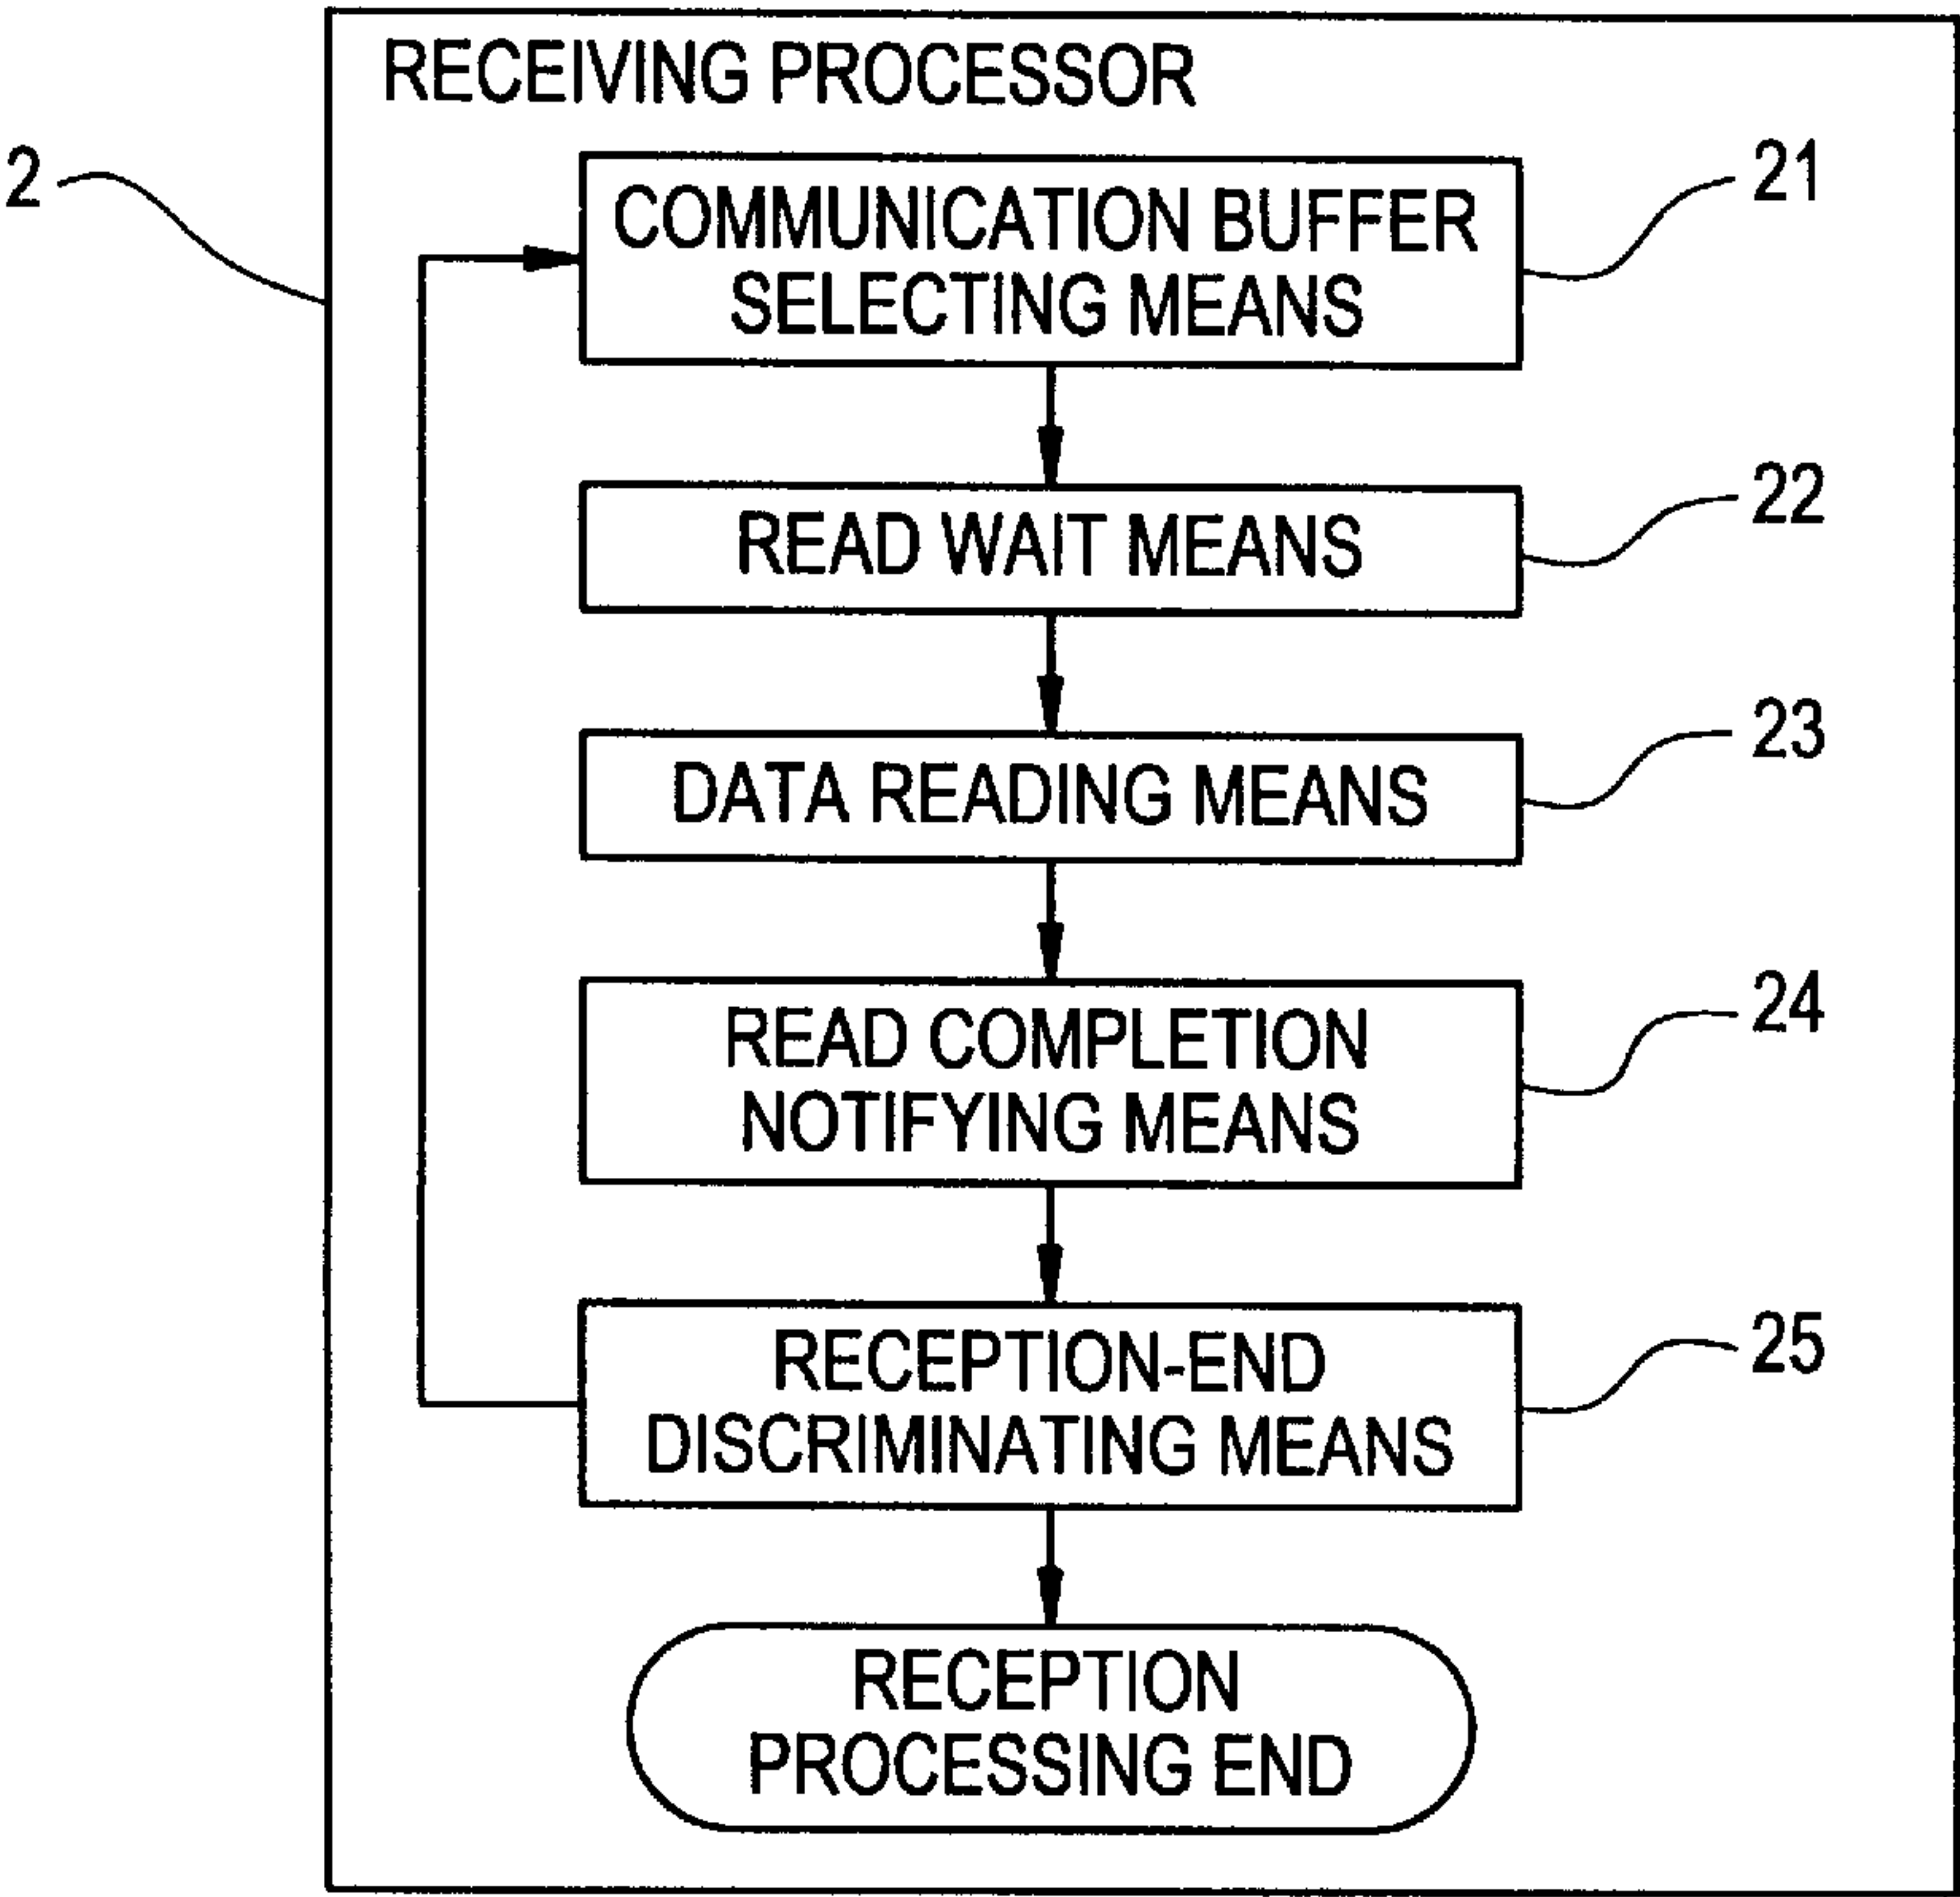 RECEIVING PROCESSOR
2
COMMUNICATION BUFFER
SELECTING MEANS
21
READ WAIT MEANS
22
DATA READING MEANS
23
READ COMPLETION
NOTIFYING MEANS
24
RECEPTION-END
DISCRIMINATING MEANS
25
RECEPTION
PROCESSING END